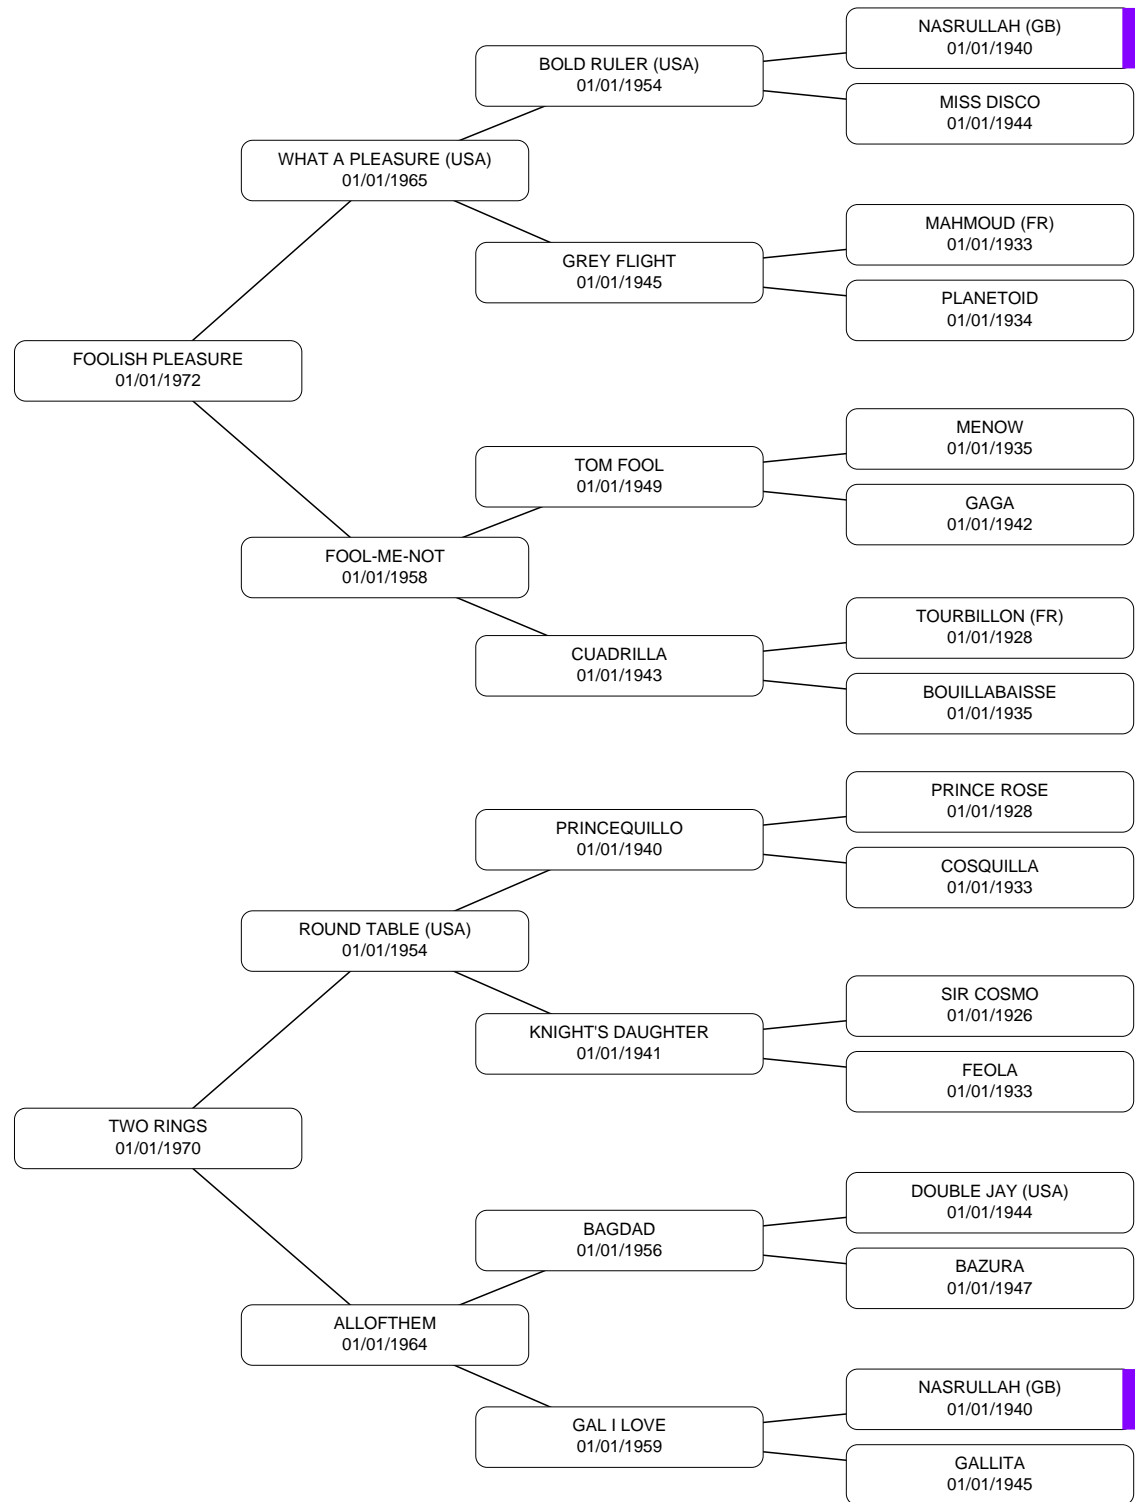 NASRULLAH (GB)
01/01/1940
BOLD RULER (USA)
01/01/1954
MISS DISCO
01/01/1944
WHAT A PLEASURE (USA)
01/01/1965
MAHMOUD (FR)
01/01/1933
GREY FLIGHT
01/01/1945
PLANETOID
01/01/1934
FOOLISH PLEASURE
01/01/1972
MENOW
01/01/1935
TOM FOOL
01/01/1949
GAGA
01/01/1942
FOOL-ME-NOT
01/01/1958
TOURBILLON (FR)
01/01/1928
CUADRILLA
01/01/1943
BOUILLABAISSE
01/01/1935
PRINCE ROSE
01/01/1928
PRINCEQUILLO
01/01/1940
COSQUILLA
01/01/1933
ROUND TABLE (USA)
01/01/1954
SIR COSMO
01/01/1926
KNIGHT'S DAUGHTER
01/01/1941
FEOLA
01/01/1933
TWO RINGS
01/01/1970
DOUBLE JAY (USA)
01/01/1944
BAGDAD
01/01/1956
BAZURA
01/01/1947
ALLOFTHEM
01/01/1964
NASRULLAH (GB)
01/01/1940
GAL I LOVE
01/01/1959
GALLITA
01/01/1945